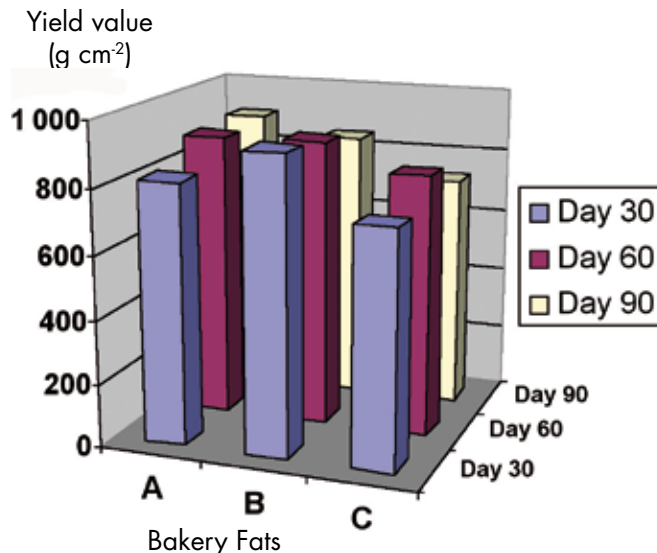 Yield value
(g cm-2)
1 000
800
600
400
200
0
Day 30
Day 60
Day 90
Day 90
Day 60
Day 30
A
B
C
Bakery Fats